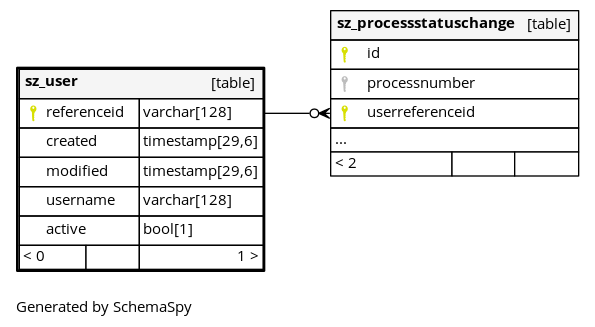 sz_processstatuschange [table]
id
processnumber
userreferenceid
...
< 2
sz_user [table]
referenceid varchar[128]
created timestamp[29,6]
modified timestamp[29,6]
username varchar[128]
active bool[1]
< 0 1 >
Generated by SchemaSpy